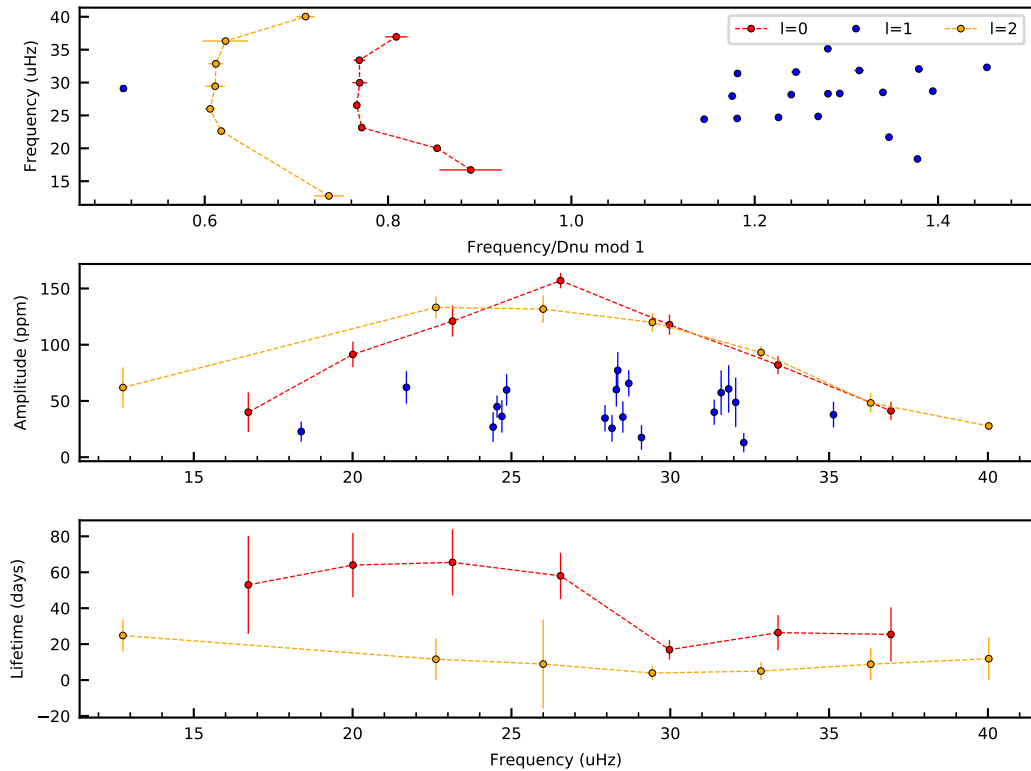 Frequency (uHz)
40
35
30
25
20
15
l=0 l=1 l=2
0.6 0.8 1.0 1.2 1.4
Frequency/Dnu mod 1
Amplitude (ppm)
150
100
50
0
15 20 25 30 35 40
Lifetime (days)
80
60
40
20
0
−20
15 20 25 30 35 40
Frequency (uHz)